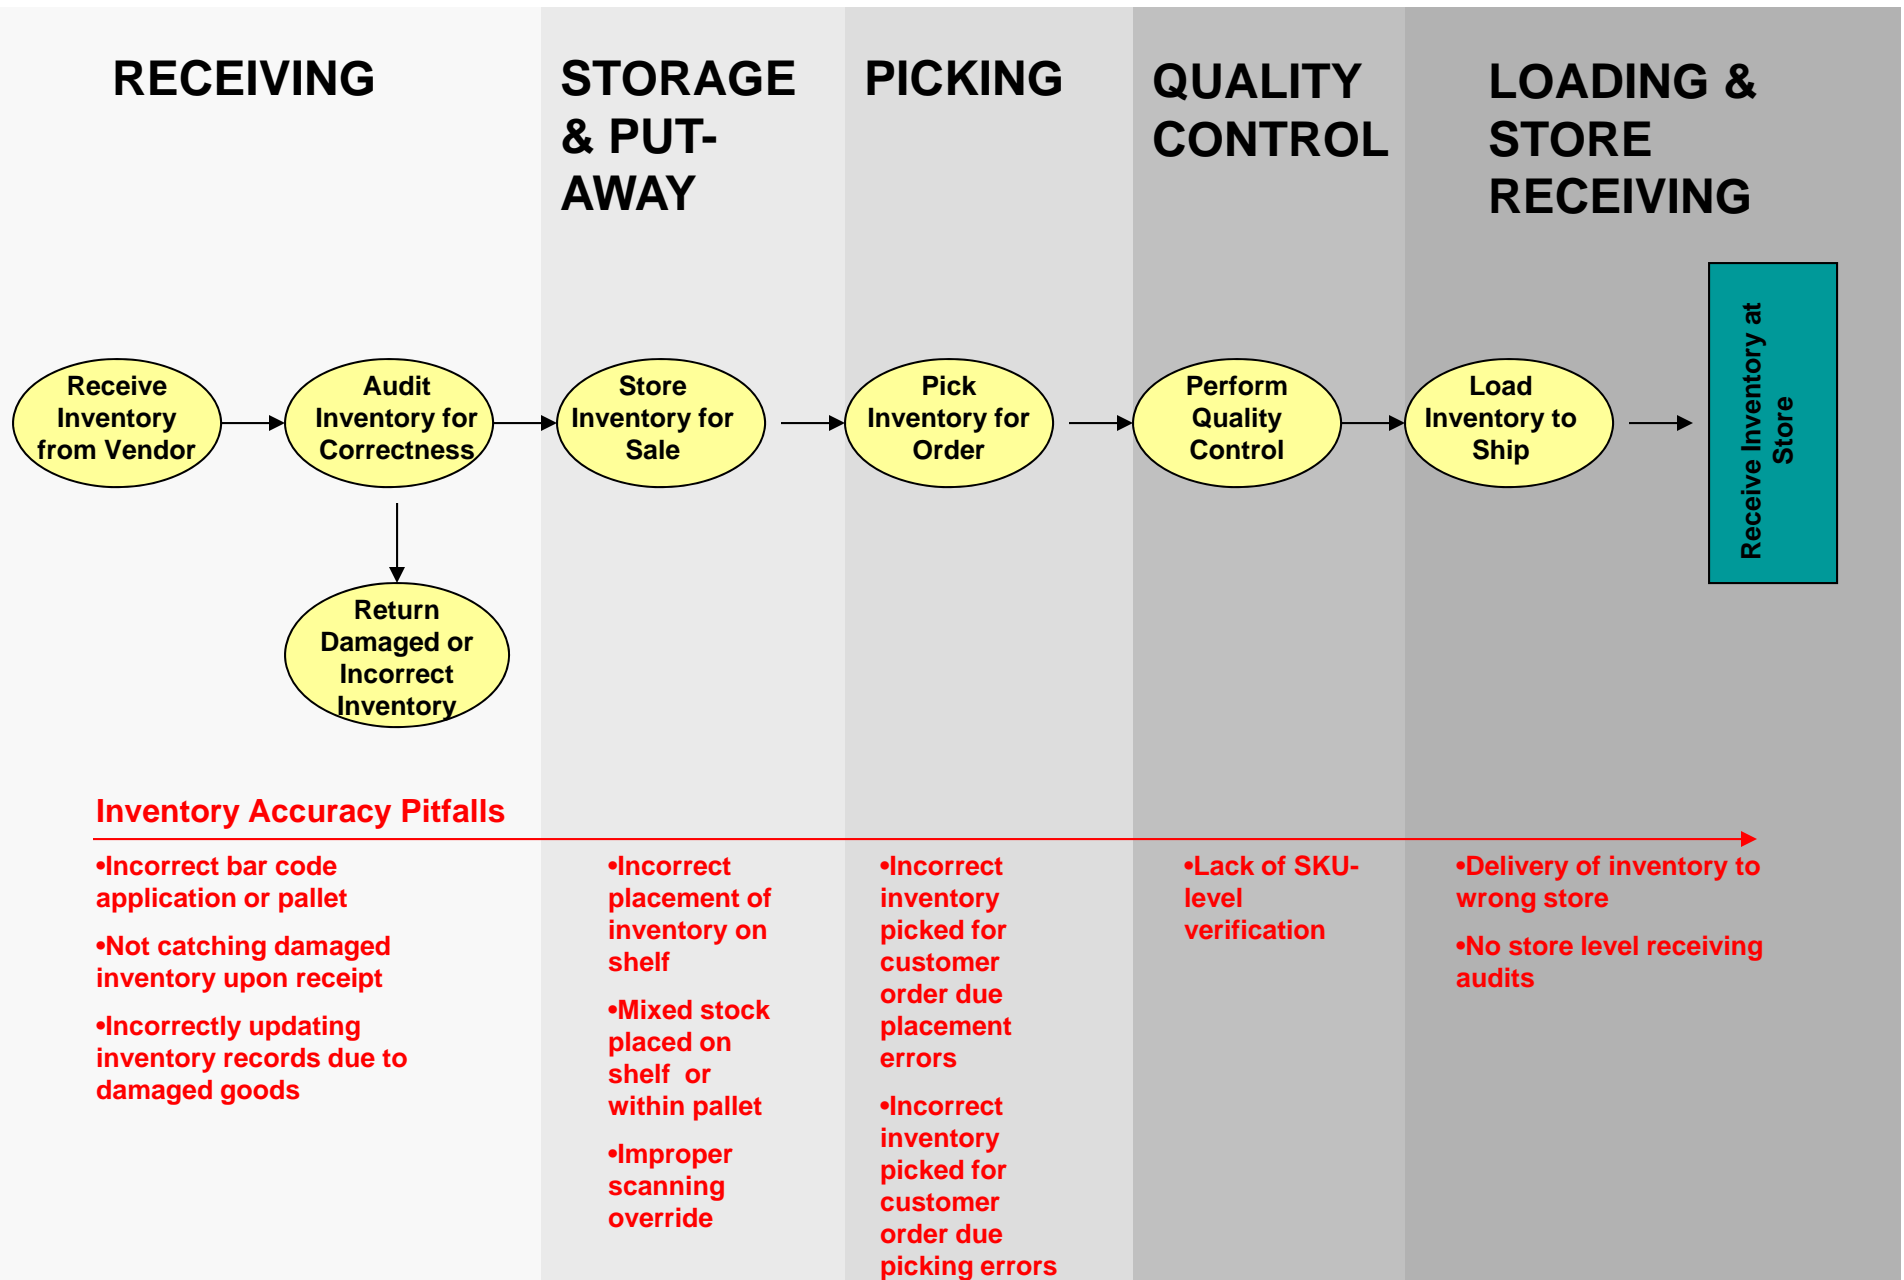 RECEIVING
STORAGE
& PUT-
AWAY
PICKING
QUALITY
CONTROL
LOADING &
STORE
RECEIVING
Receive
Inventory
from Vendor
Audit
Inventory for
Correctness
Store
Inventory for
Sale
Pick
Inventory for
Order
Perform
Quality
Control
Load
Inventory to
Ship
Receive Inventory at
Store
Return
Damaged or
Incorrect
Inventory
Inventory Accuracy Pitfalls
•Incorrect bar code
application or pallet
•Not catching damaged
inventory upon receipt
•Incorrectly updating
inventory records due to
damaged goods
•Incorrect
placement of
inventory on
shelf
•Mixed stock
placed on
shelf or
within pallet
•Improper
scanning
override
•Incorrect
inventory
picked for
customer
order due
placement
errors
•Incorrect
inventory
picked for
customer
order due
picking errors
•Lack of SKU-
level
verification
•Delivery of inventory to
wrong store
•No store level receiving
audits